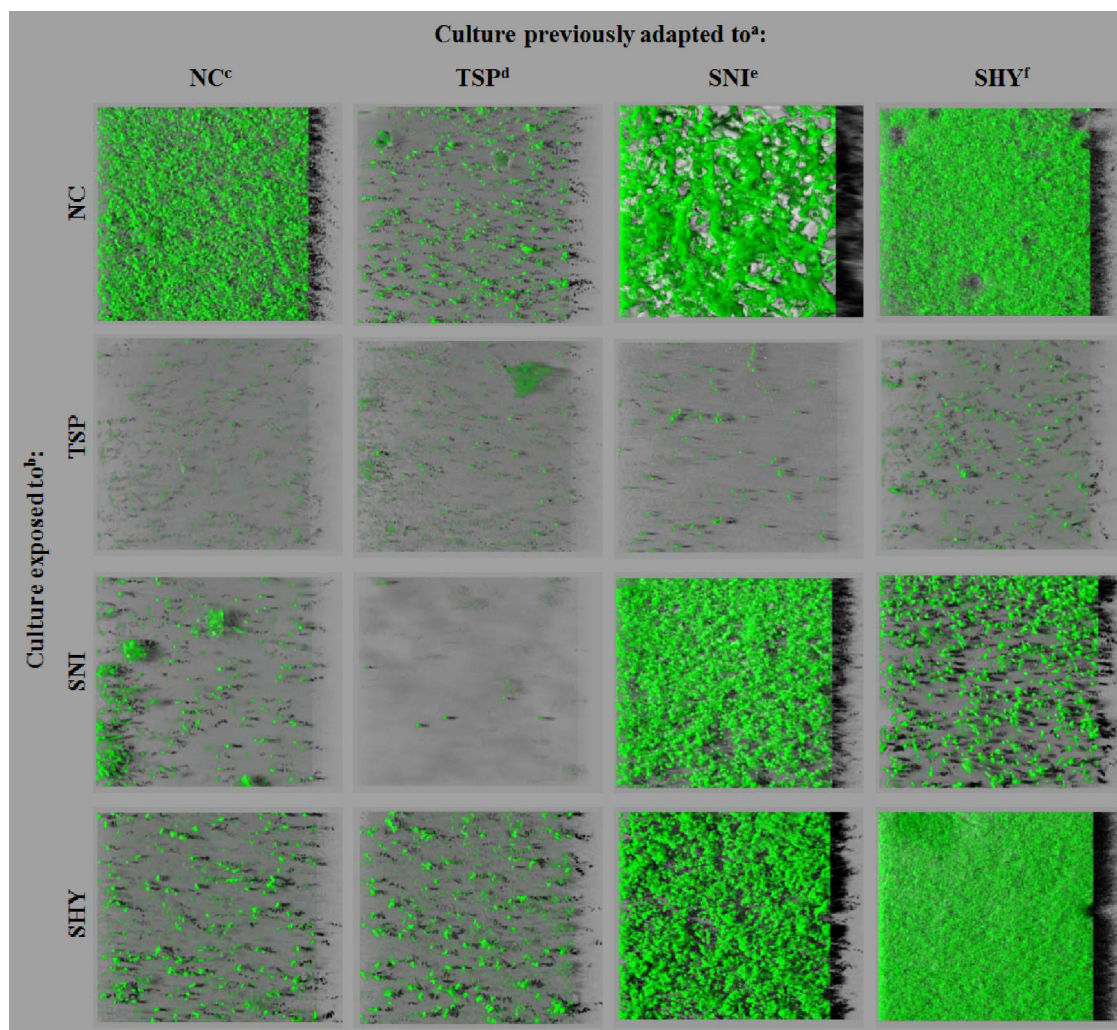 Culture previously adapted toᵃ:
NCᶜ TSPᵈ SNIᵉ SHYᶠ
Culture exposed toᵇ:
NC
TSP
SNI
SHY